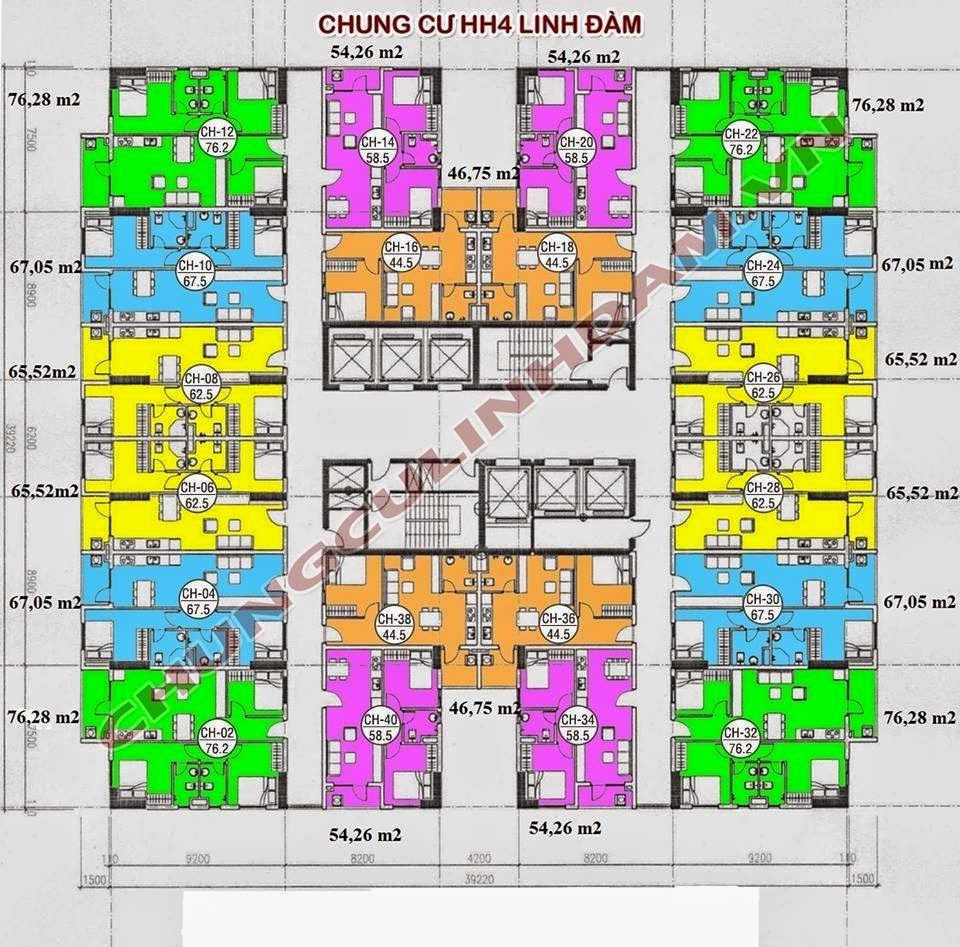 CHUNG CƯ HH4 LINH ĐÀM
54,26 m2
54,26 m2
76,28 m2
76,28 m2
CH-12
76.2
CH-14
58.5
CH-20
58.5
CH-22
76.2
46,75 m2
CH-16
44.5
CH-18
44.5
67,05 m2
CH-10
67.5
CH-24
67.5
67,05 m2
65,52m2
CH-08
62.5
CH-26
62.5
65,52 m2
65,52m2
CH-06
62.5
CH-28
62.5
65,52 m2
67,05 m2
CH-04
67.5
CH-30
67.5
67,05 m2
CH-38
44.5
CH-36
44.5
76,28 m2
46,75 m2
76,28 m2
CH-02
76.2
CH-40
58.5
CH-34
58.5
CH-32
76.2
54,26 m2
54,26 m2
110
7500
8900
6200
39220
8900
7500
110
110
9200
8200
4200
8200
9200
110
1500
39220
1500
CHUNGCULINHDAM.VN